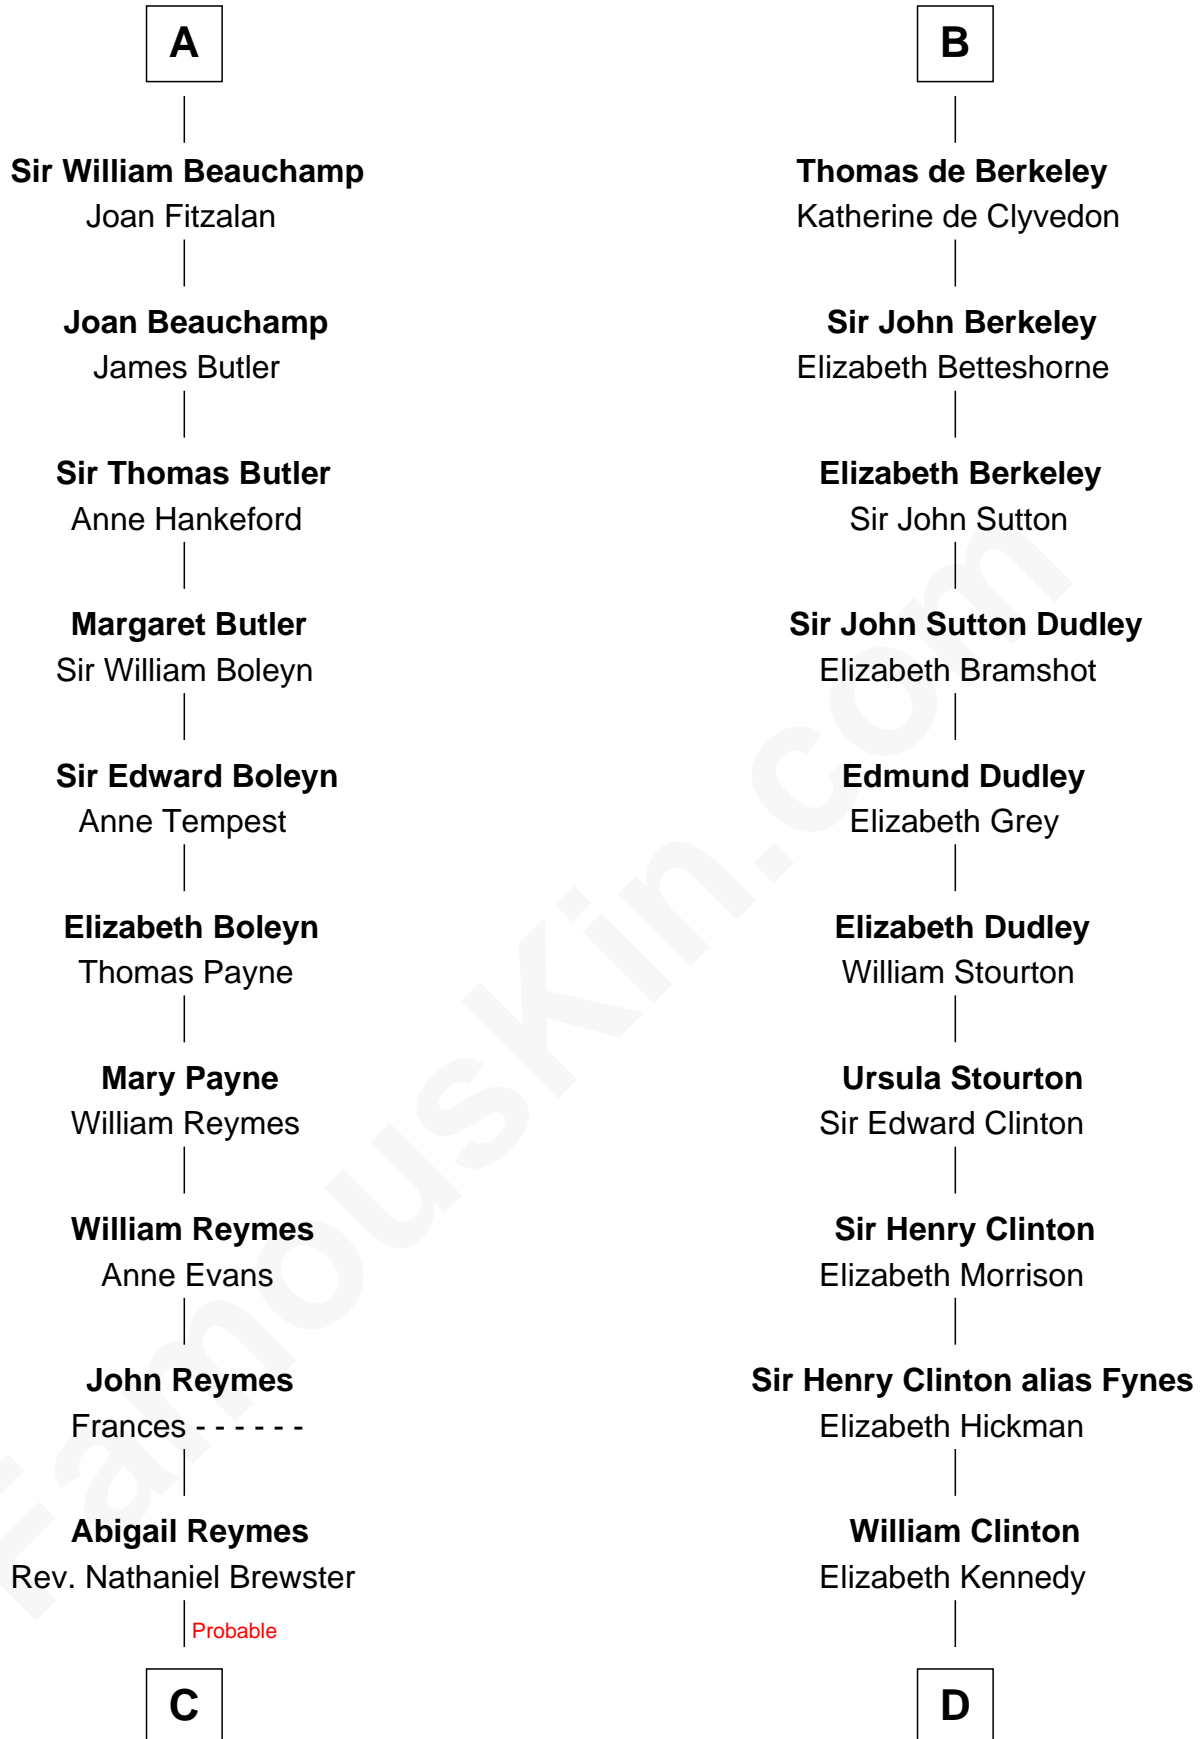 A
Sir William Beauchamp
Joan Fitzalan
Joan Beauchamp
James Butler
Sir Thomas Butler
Anne Hankeford
Margaret Butler
Sir William Boleyn
Sir Edward Boleyn
Anne Tempest
Elizabeth Boleyn
Thomas Payne
Mary Payne
William Reymes
William Reymes
Anne Evans
John Reymes
Frances - - - - - -
Abigail Reymes
Rev. Nathaniel Brewster
Probable
C
B
Thomas de Berkeley
Katherine de Clyvedon
Sir John Berkeley
Elizabeth Betteshorne
Elizabeth Berkeley
Sir John Sutton
Sir John Sutton Dudley
Elizabeth Bramshot
Edmund Dudley
Elizabeth Grey
Elizabeth Dudley
William Stourton
Ursula Stourton
Sir Edward Clinton
Sir Henry Clinton
Elizabeth Morrison
Sir Henry Clinton alias Fynes
Elizabeth Hickman
William Clinton
Elizabeth Kennedy
D
FamousKin.com